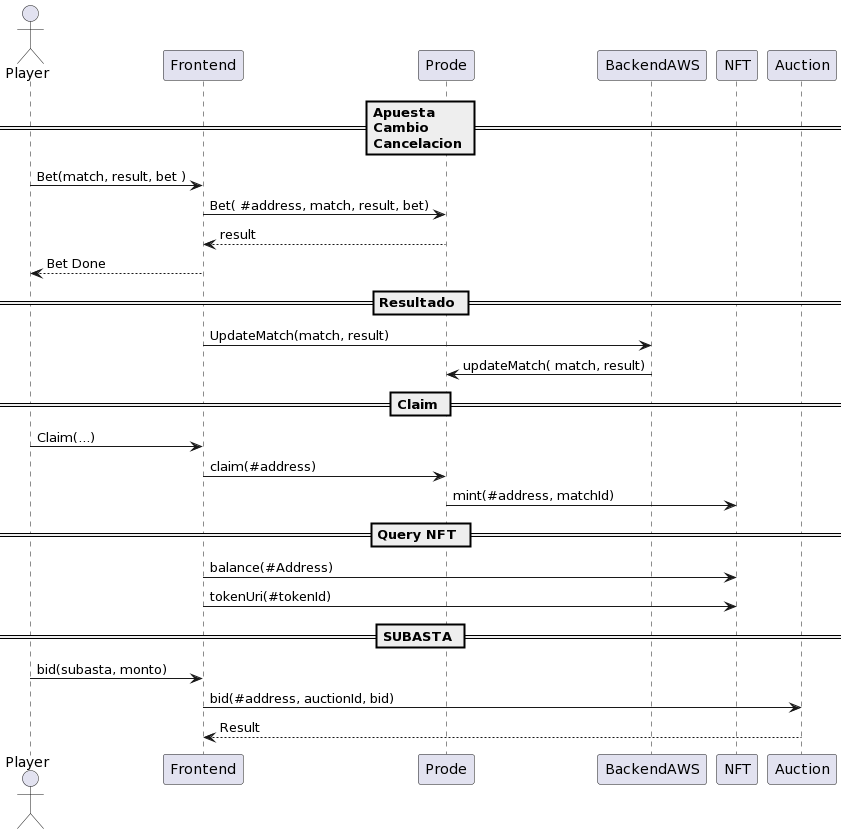 Player
Frontend
Prode
BackendAWS
NFT
Auction
Apuesta
Cambio
Cancelacion
Bet(match, result, bet )
Bet( #address, match, result, bet)
result
Bet Done
Resultado
UpdateMatch(match, result)
updateMatch( match, result)
Claim
Claim(...)
claim(#address)
mint(#address, matchId)
Query NFT
balance(#Address)
tokenUri(#tokenId)
SUBASTA
bid(subasta, monto)
bid(#address, auctionId, bid)
Result
Player
Frontend
Prode
BackendAWS
NFT
Auction